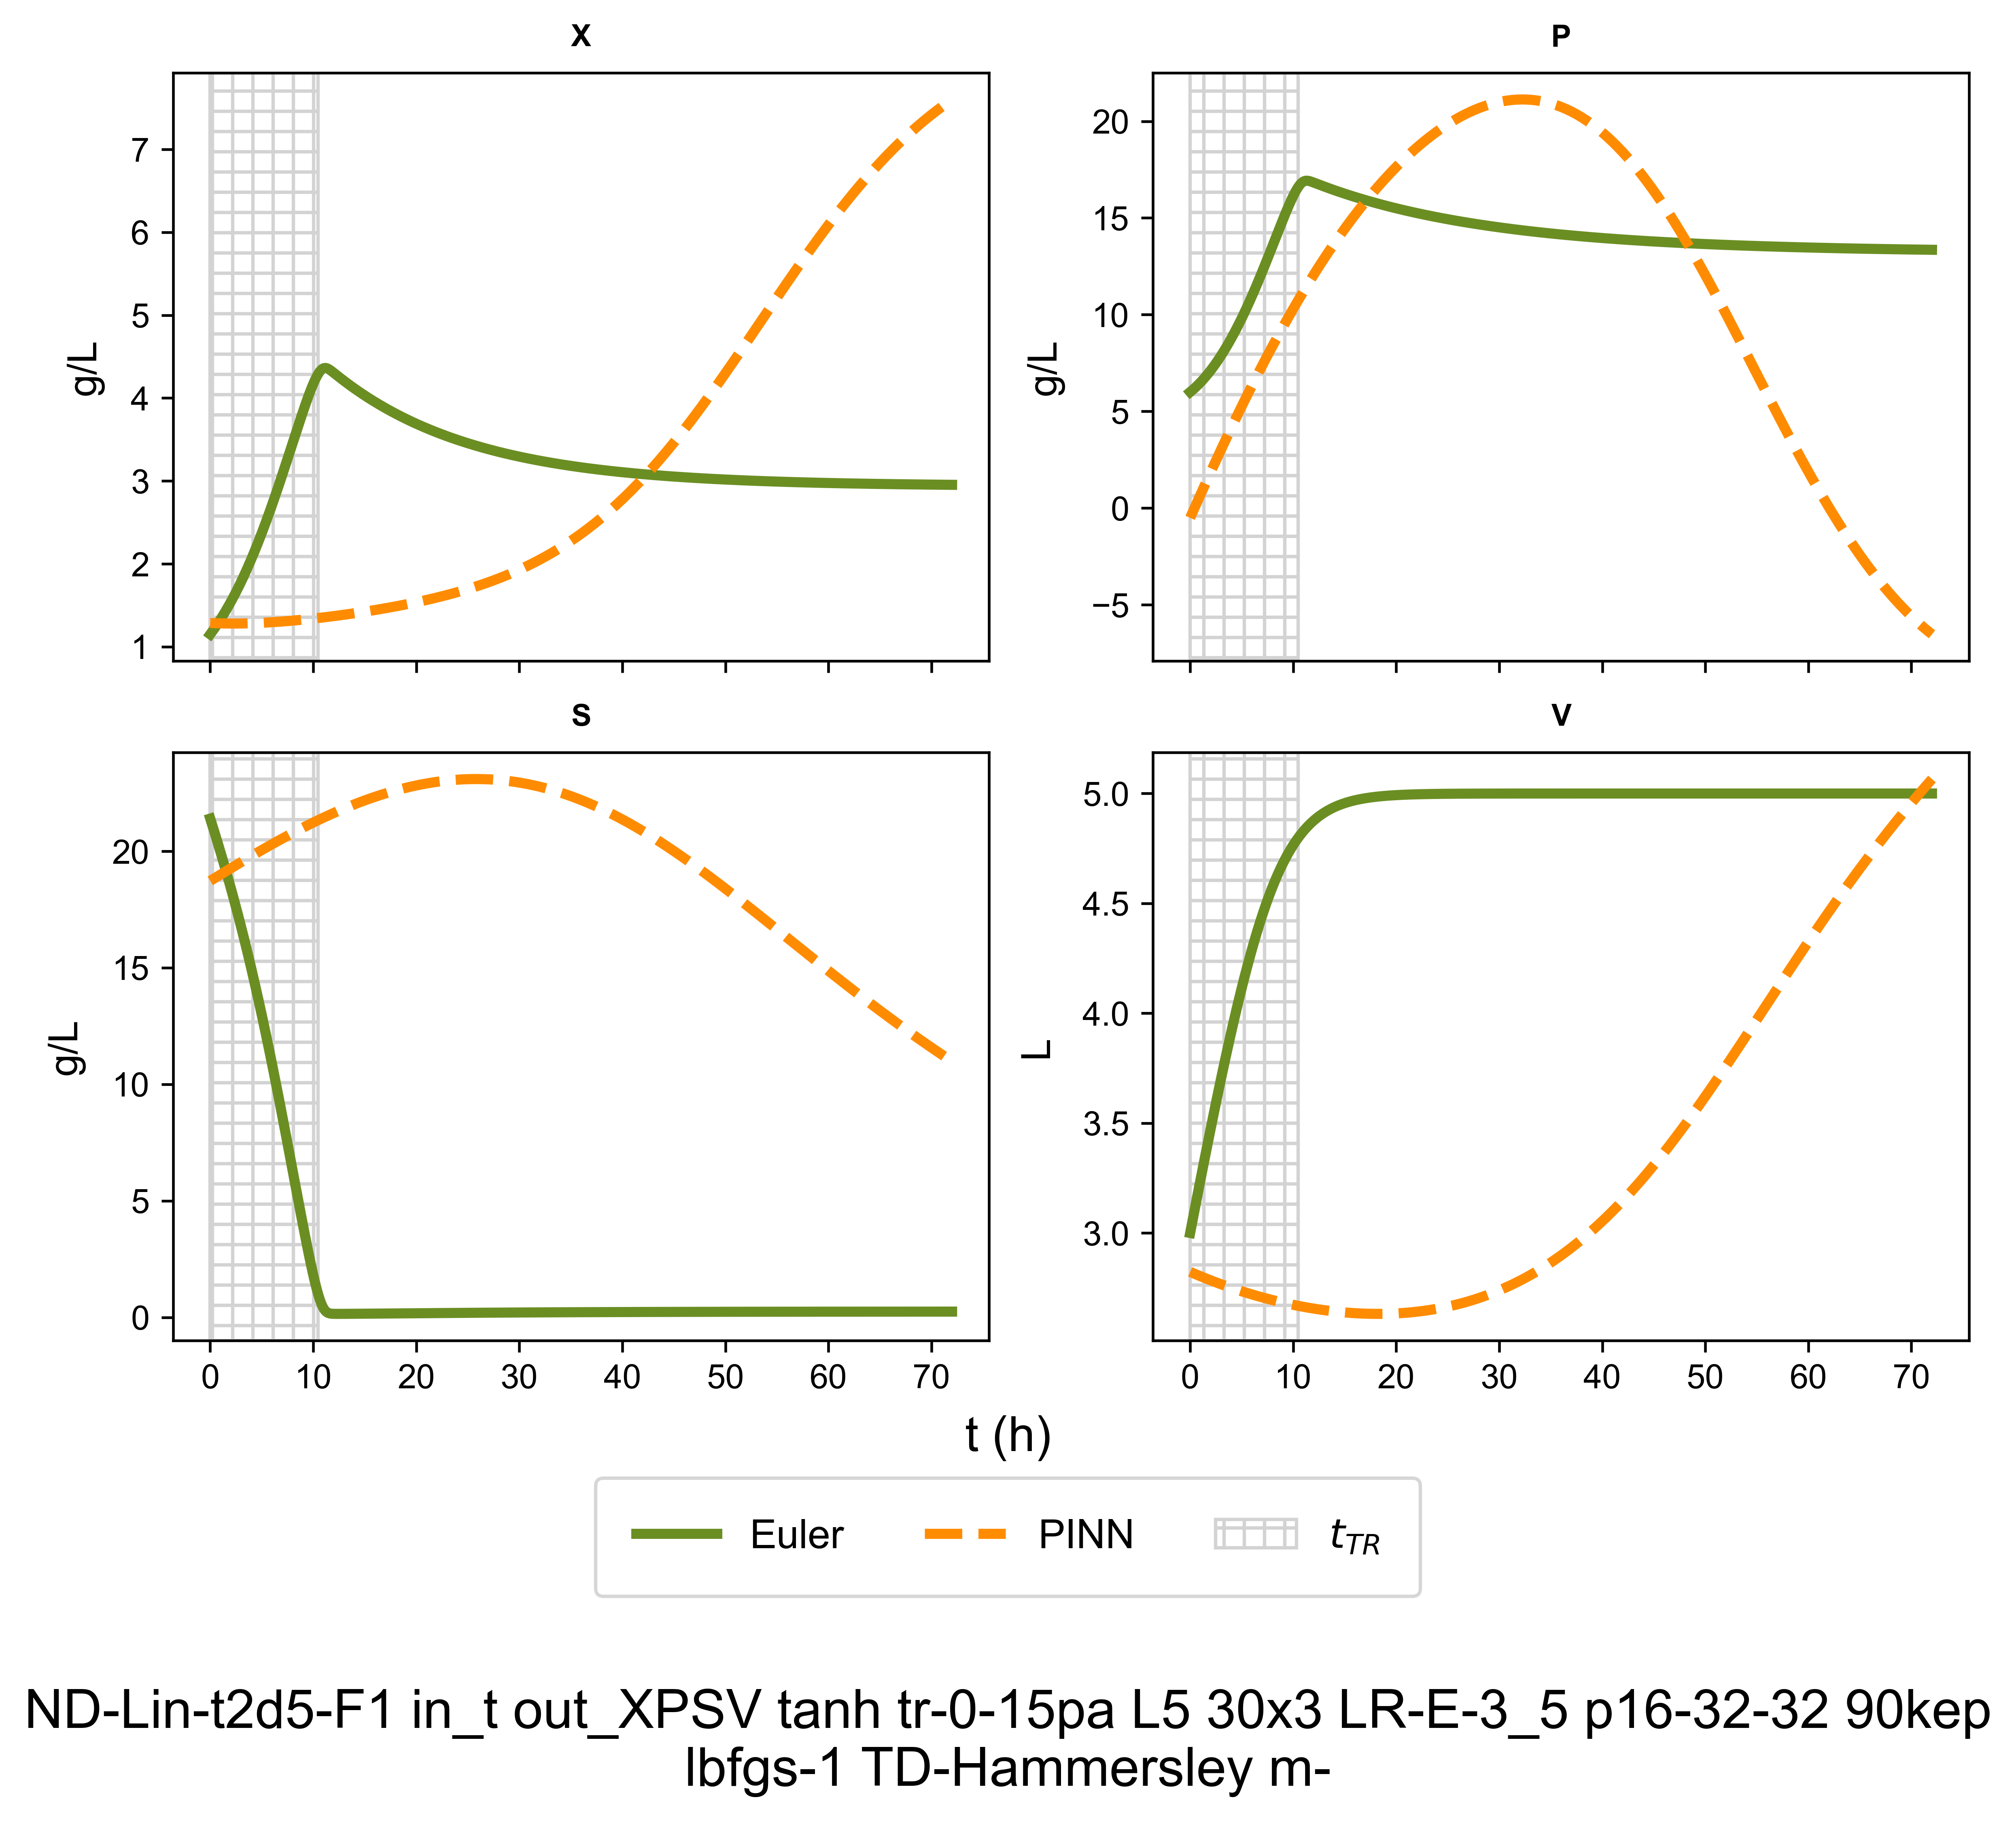 X
P
7
6
5
4
3
2
1
g/L
20
15
10
5
0
−5
g/L
S
V
20
15
10
5
0
g/L
5.0
4.5
4.0
3.5
3.0
L
0 10 20 30 40 50 60 70
0 10 20 30 40 50 60 70
t (h)
Euler PINN t_TR
ND-Lin-t2d5-F1 in_t out_XPSV tanh tr-0-15pa L5 30x3 LR-E-3_5 p16-32-32 90kep
lbfgs-1 TD-Hammersley m-